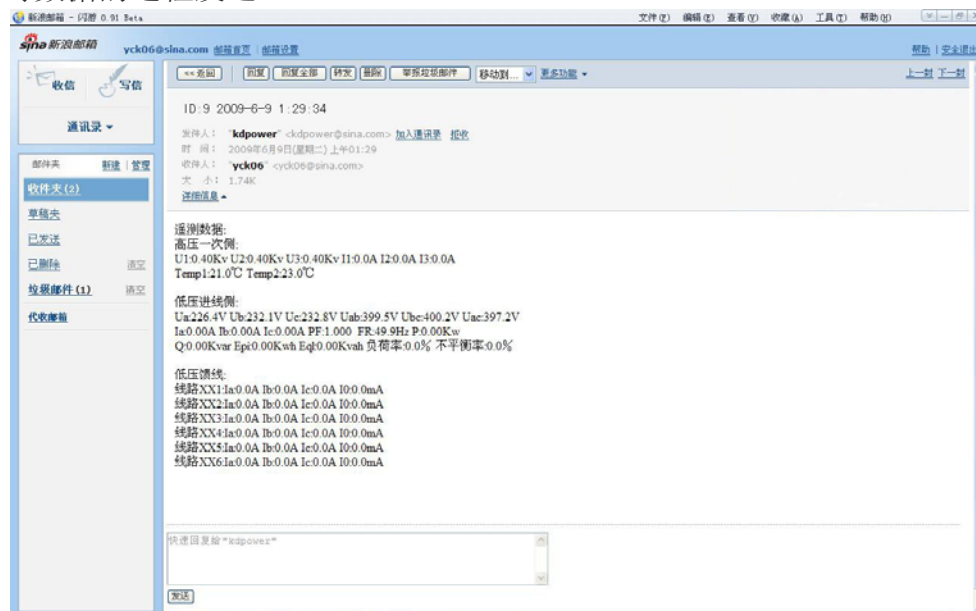 新浪邮箱 - 闪游 0.91 Beta
文件(F) 编辑(E) 查看(V) 收藏(A) 工具(T) 帮助(H)
sina 新浪邮箱 yck06@sina.com 邮箱首页 | 邮箱设置
帮助 | 安全退出
收信 写信
<<返回 回复 回复全部 转发 删除 举报垃圾邮件 移动到... 更多功能
上一封 下一封
通讯录
ID:9 2009-6-9 1:29:34
发件人: "kdpower" <kdpower@sina.com> 加入通讯录 拒收
时 间: 2009年6月9日(星期二) 上午01:29
收件人: "yck06" <yck06@sina.com>
大 小: 1.74K
详细信息
邮件夹 新建 | 管理
收件夹(2)
草稿夹
已发送
已删除 清空
垃圾邮件(1) 清空
代收邮箱
遥测数据:
高压一次侧:
U1:0.40Kv U2:0.40Kv U3:0.40Kv I1:0.0A I2:0.0A I3:0.0A
Temp1:21.0℃ Temp2:23.0℃
低压进线侧:
Ua:226.4V Ub:232.1V Uc:232.8V Uab:399.5V Ubc:400.2V Uac:397.2V
Ia:0.00A Ib:0.00A Ic:0.00A PF:1.000 FR:49.9Hz P:0.00Kw
Q:0.00Kvar Epi:0.00Kwh Eql:0.00Kvah 负荷率:0.0% 不平衡率:0.0%
低压馈线:
线路XX1:Ia:0.0A Ib:0.0A Ic:0.0A I0:0.0mA
线路XX2:Ia:0.0A Ib:0.0A Ic:0.0A I0:0.0mA
线路XX3:Ia:0.0A Ib:0.0A Ic:0.0A I0:0.0mA
线路XX4:Ia:0.0A Ib:0.0A Ic:0.0A I0:0.0mA
线路XX5:Ia:0.0A Ib:0.0A Ic:0.0A I0:0.0mA
线路XX6:Ia:0.0A Ib:0.0A Ic:0.0A I0:0.0mA
快速回复给"kdpower"
发送